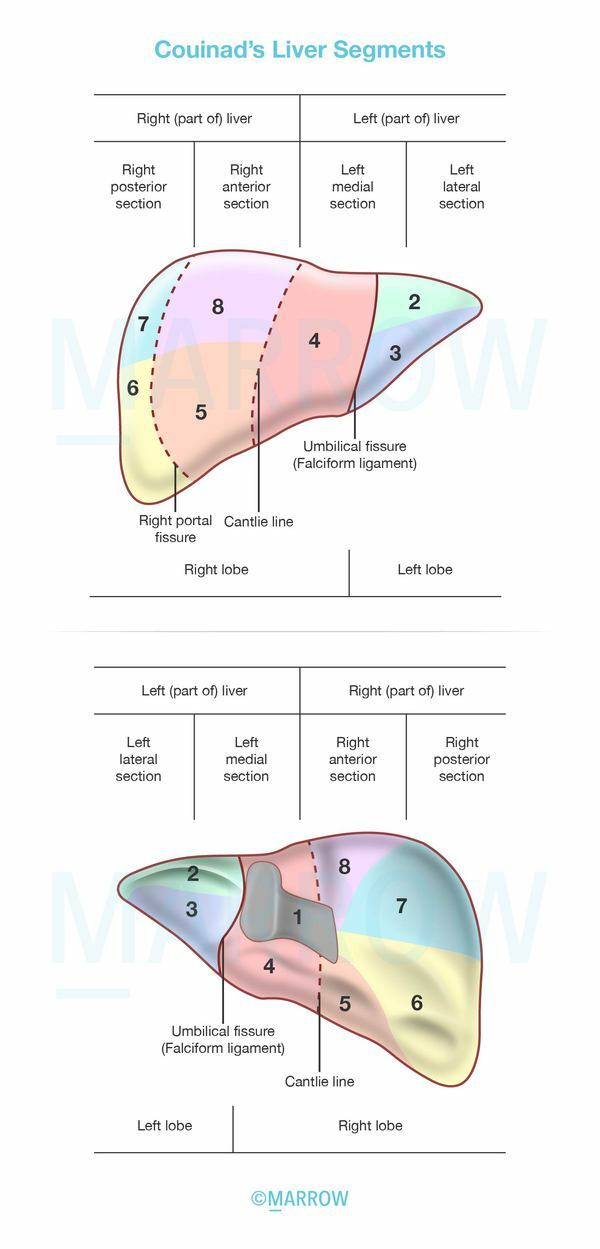 Couinad's Liver Segments
Right (part of) liver
Left (part of) liver
Right
posterior
section
Right
anterior
section
Left
medial
section
Left
lateral
section
MARROW
7
8
4
2
3
6
5
Umbilical fissure
(Falciform ligament)
Right portal
fissure
Cantlie line
Right lobe
Left lobe
Left (part of) liver
Right (part of) liver
Left
lateral
section
Left
medial
section
Right
anterior
section
Right
posterior
section
MARROW
2
3
1
8
7
4
5
6
Umbilical fissure
(Falciform ligament)
Cantlie line
Left lobe
Right lobe
©MARROW